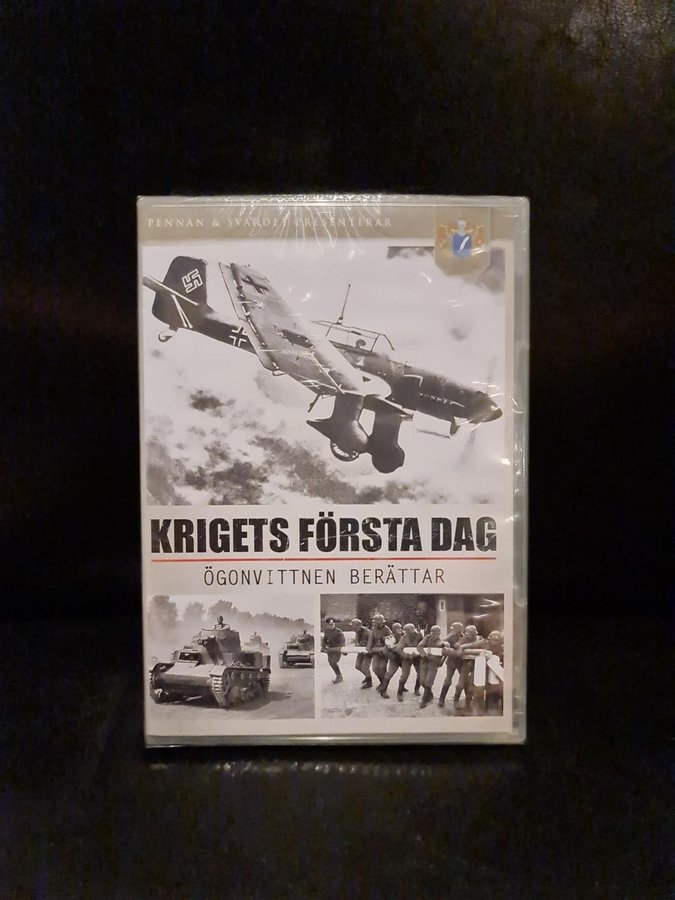 PENNAN & SVÄRDET PRESENTERAR
KRIGETS FÖRSTA DAG
ÖGONVITTNEN BERÄTTAR